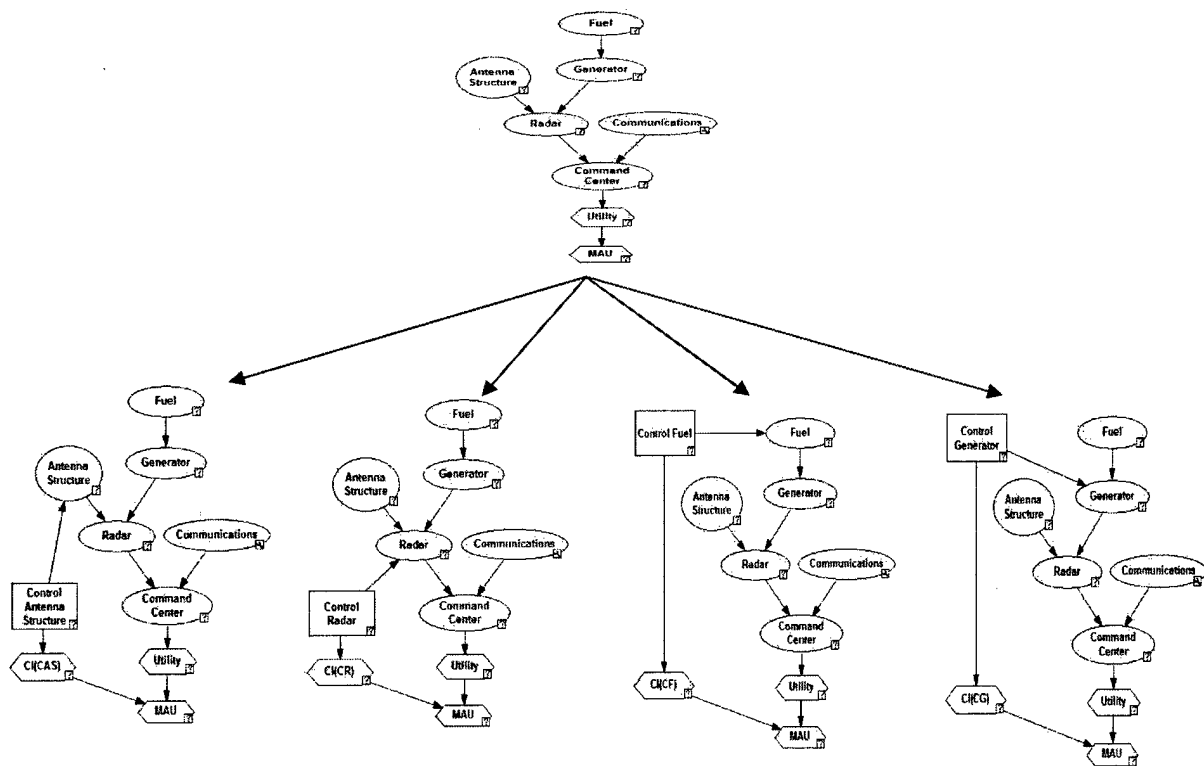 Fuel
Generator
Antenna
Structure
Radar
Communications
Command
Center
Utility
MAU
Fuel
Generator
Antenna
Structure
Radar
Communications
Control
Antenna
Structure
Command
Center
CI(CAS)
Utility
MAU
Fuel
Generator
Antenna
Structure
Radar
Communications
Control
Radar
Command
Center
CI(CR)
Utility
MAU
Control Fuel
Fuel
Generator
Antenna
Structure
Radar
Communications
Command
Center
CI(CF)
Utility
MAU
Control
Generator
Fuel
Generator
Antenna
Structure
Radar
Communications
Command
Center
CI(CG)
Utility
MAU